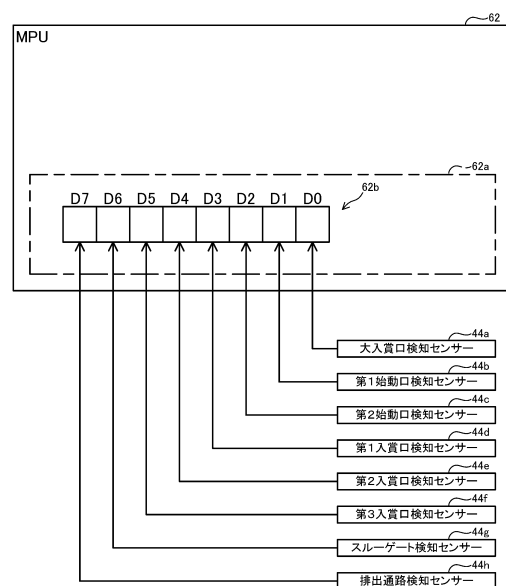 62
MPU
62a
62b
D7 D6 D5 D4 D3 D2 D1 D0
44a
大入賞口検知センサー
44b
第1始動口検知センサー
44c
第2始動口検知センサー
44d
第1入賞口検知センサー
44e
第2入賞口検知センサー
44f
第3入賞口検知センサー
44g
スルーゲート検知センサー
44h
排出通路検知センサー